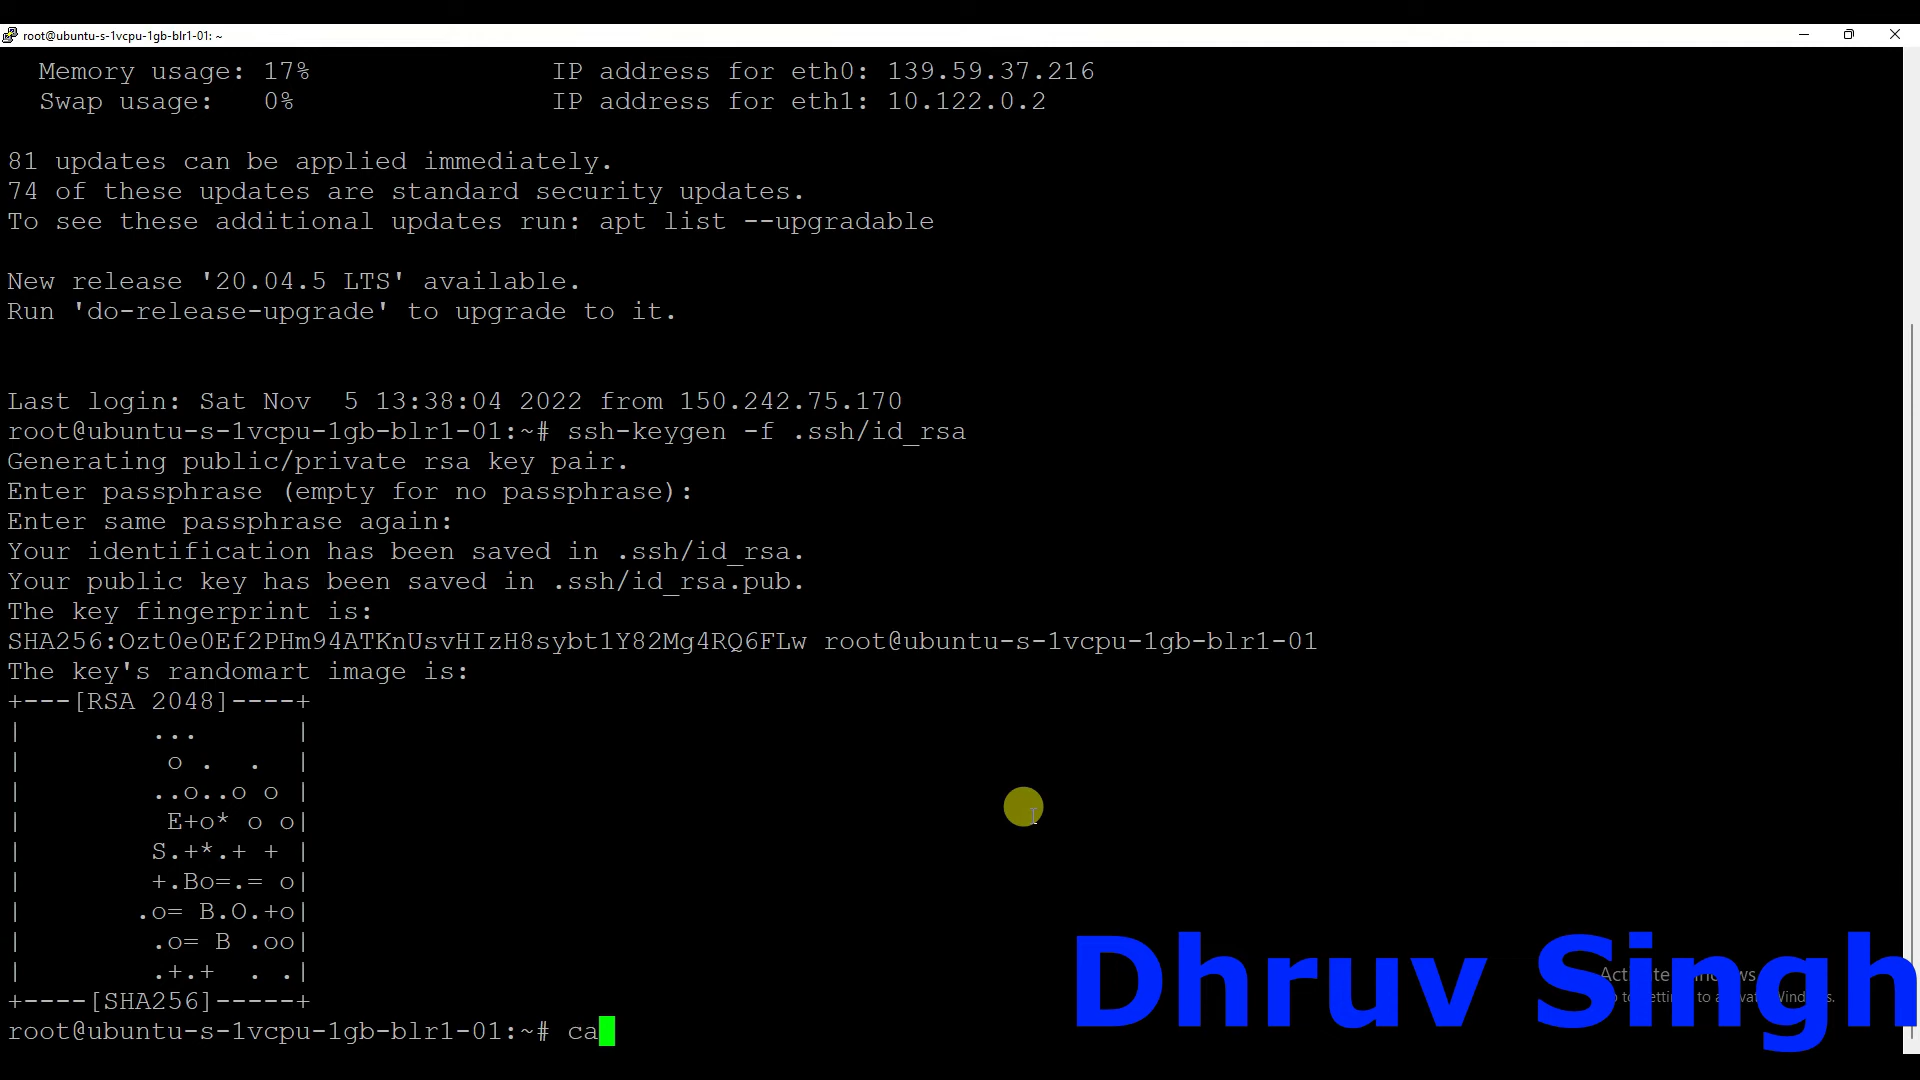 root@ubuntu-s-1vcpu-1gb-blr1-01: ~
Memory usage: 17% IP address for eth0: 139.59.37.216
Swap usage: 0% IP address for eth1: 10.122.0.2
81 updates can be applied immediately.
74 of these updates are standard security updates.
To see these additional updates run: apt list --upgradable
New release '20.04.5 LTS' available.
Run 'do-release-upgrade' to upgrade to it.
Last login: Sat Nov  5 13:38:04 2022 from 150.242.75.170
root@ubuntu-s-1vcpu-1gb-blr1-01:~# ssh-keygen -f .ssh/id_rsa
Generating public/private rsa key pair.
Enter passphrase (empty for no passphrase):
Enter same passphrase again:
Your identification has been saved in .ssh/id_rsa.
Your public key has been saved in .ssh/id_rsa.pub.
The key fingerprint is:
SHA256:Ozt0e0Ef2PHm94ATKnUsvHIzH8sybt1Y82Mg4RQ6FLw root@ubuntu-s-1vcpu-1gb-blr1-01
The key's randomart image is:
+---[RSA 2048]----+
|         ...      |
|          o .  .  |
|         ..o..o o |
|          E+o* o o|
|         S.+*.+ + |
|         +.Bo=.= o|
|        .o= B.O.+o|
|         .o= B .oo|
|         .+.+  . .|
+----[SHA256]-----+
root@ubuntu-s-1vcpu-1gb-blr1-01:~# ca
Dhruv Singh